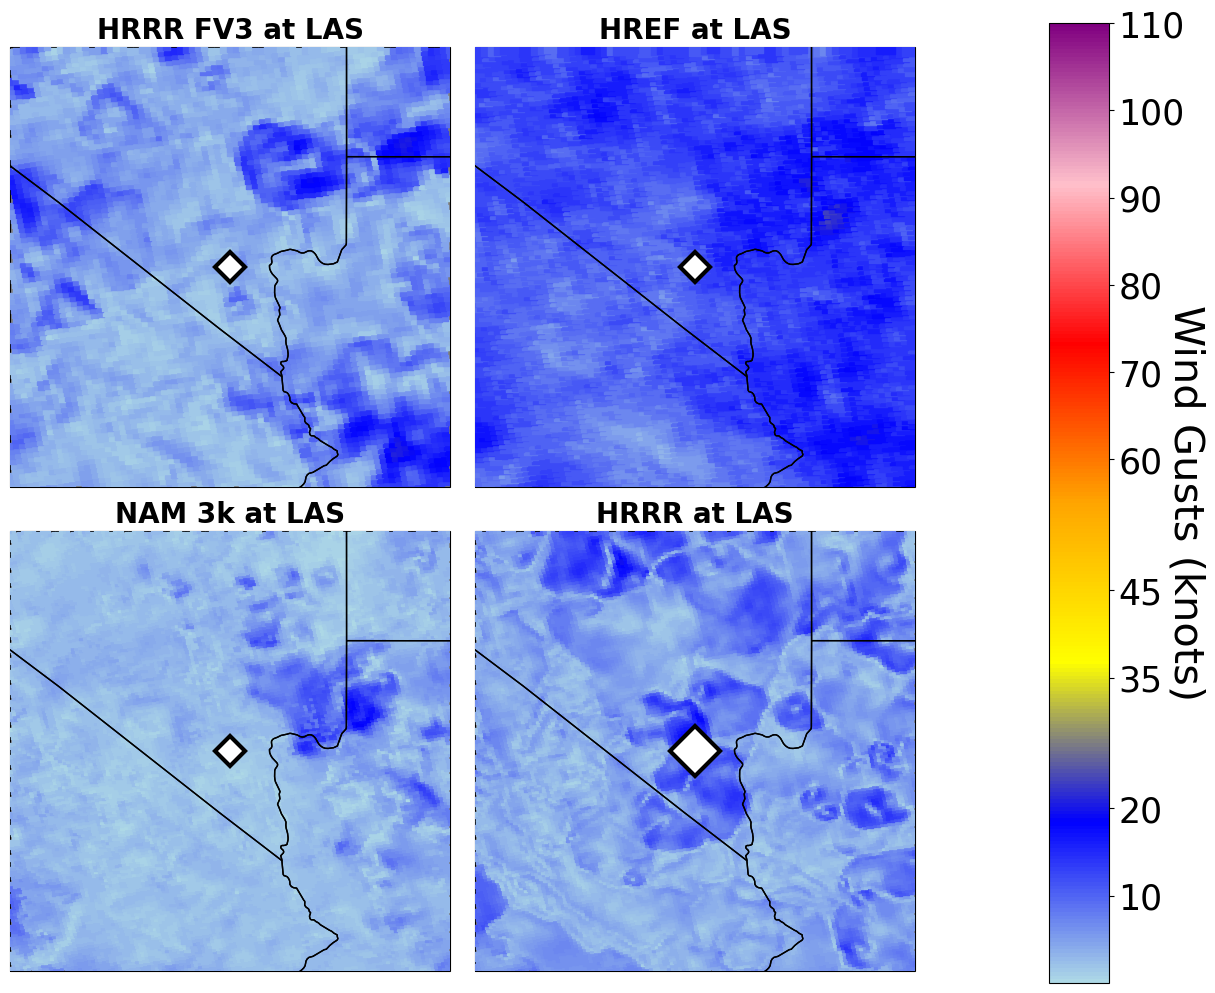 HRRR FV3 at LAS
HREF at LAS
NAM 3k at LAS
HRRR at LAS
110
100
90
80
70
60
45
35
20
10
Wind Gusts (knots)